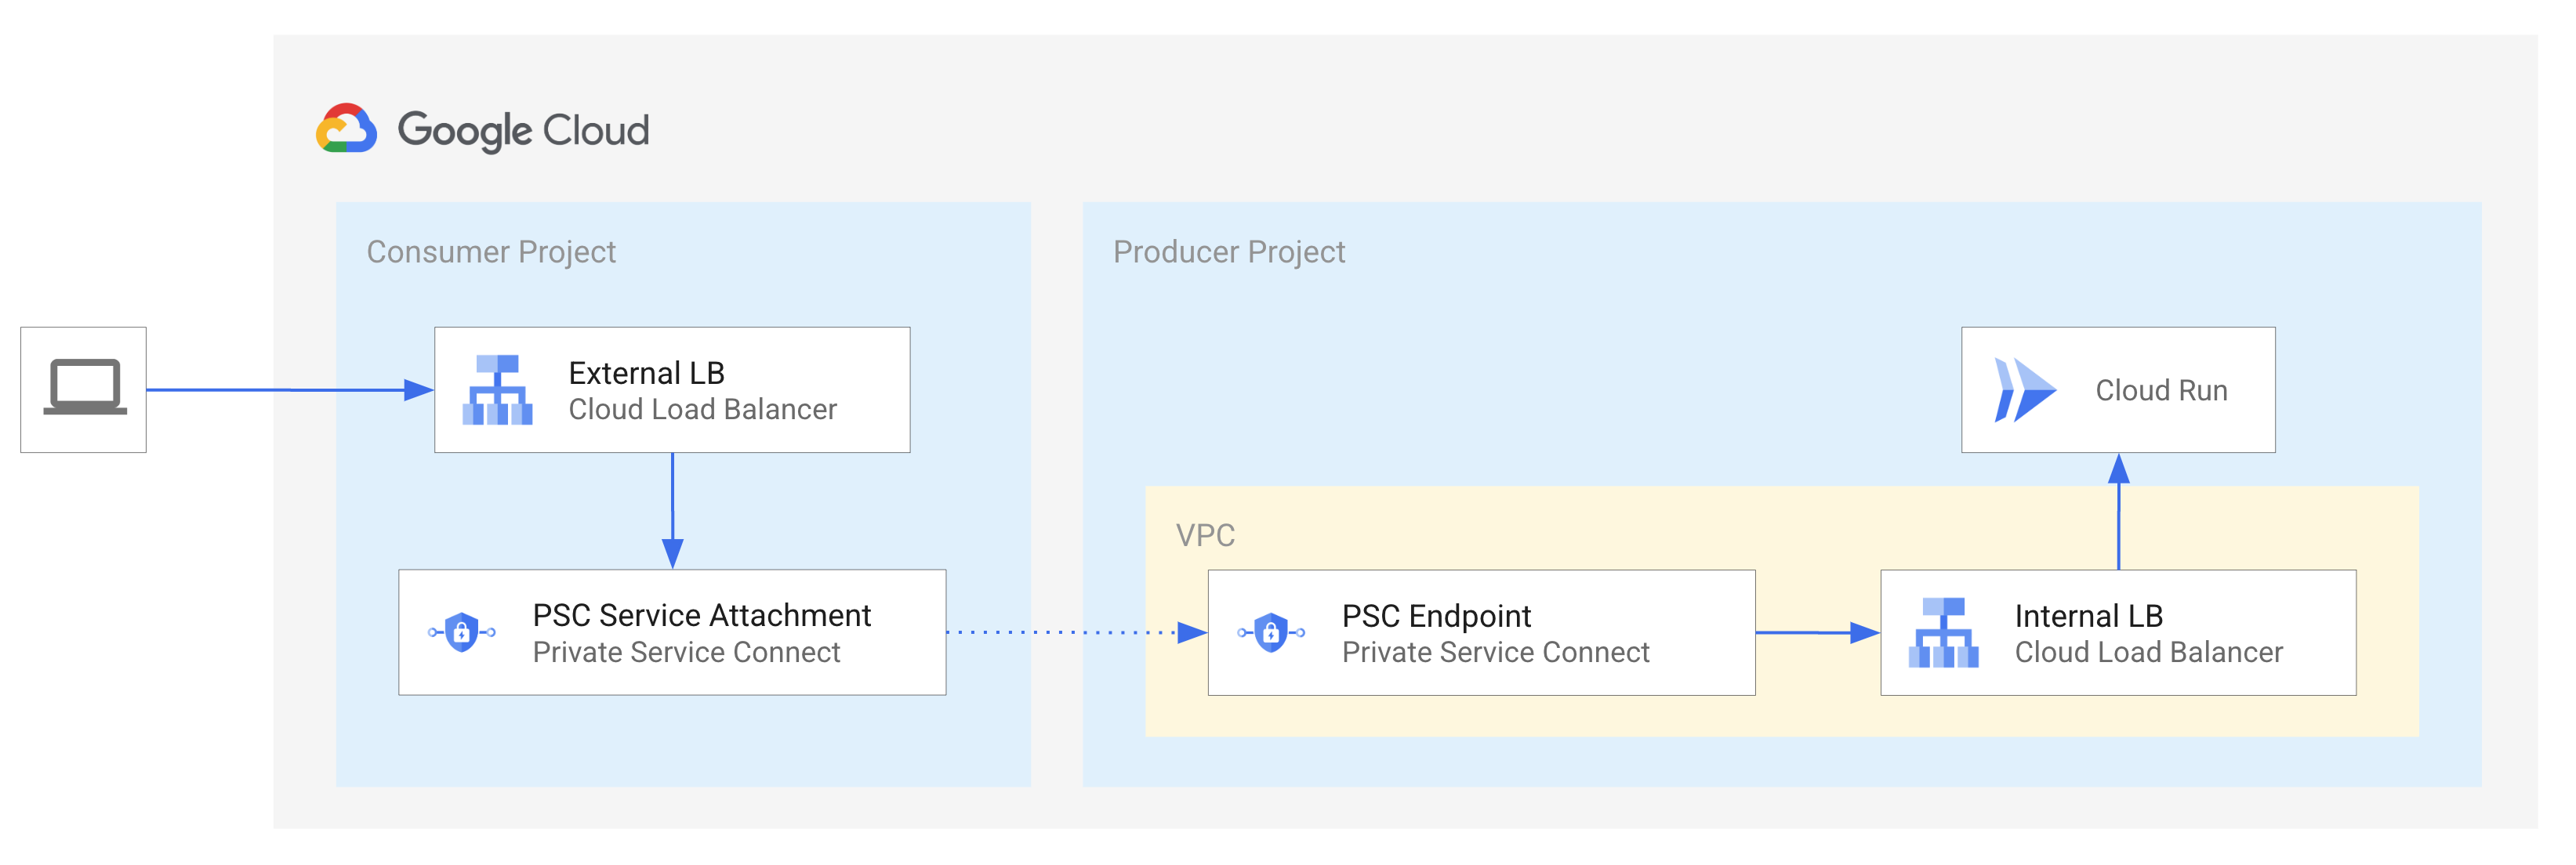 Google Cloud
Consumer Project
External LB
Cloud Load Balancer
PSC Service Attachment
Private Service Connect
Producer Project
Cloud Run
VPC
PSC Endpoint
Private Service Connect
Internal LB
Cloud Load Balancer